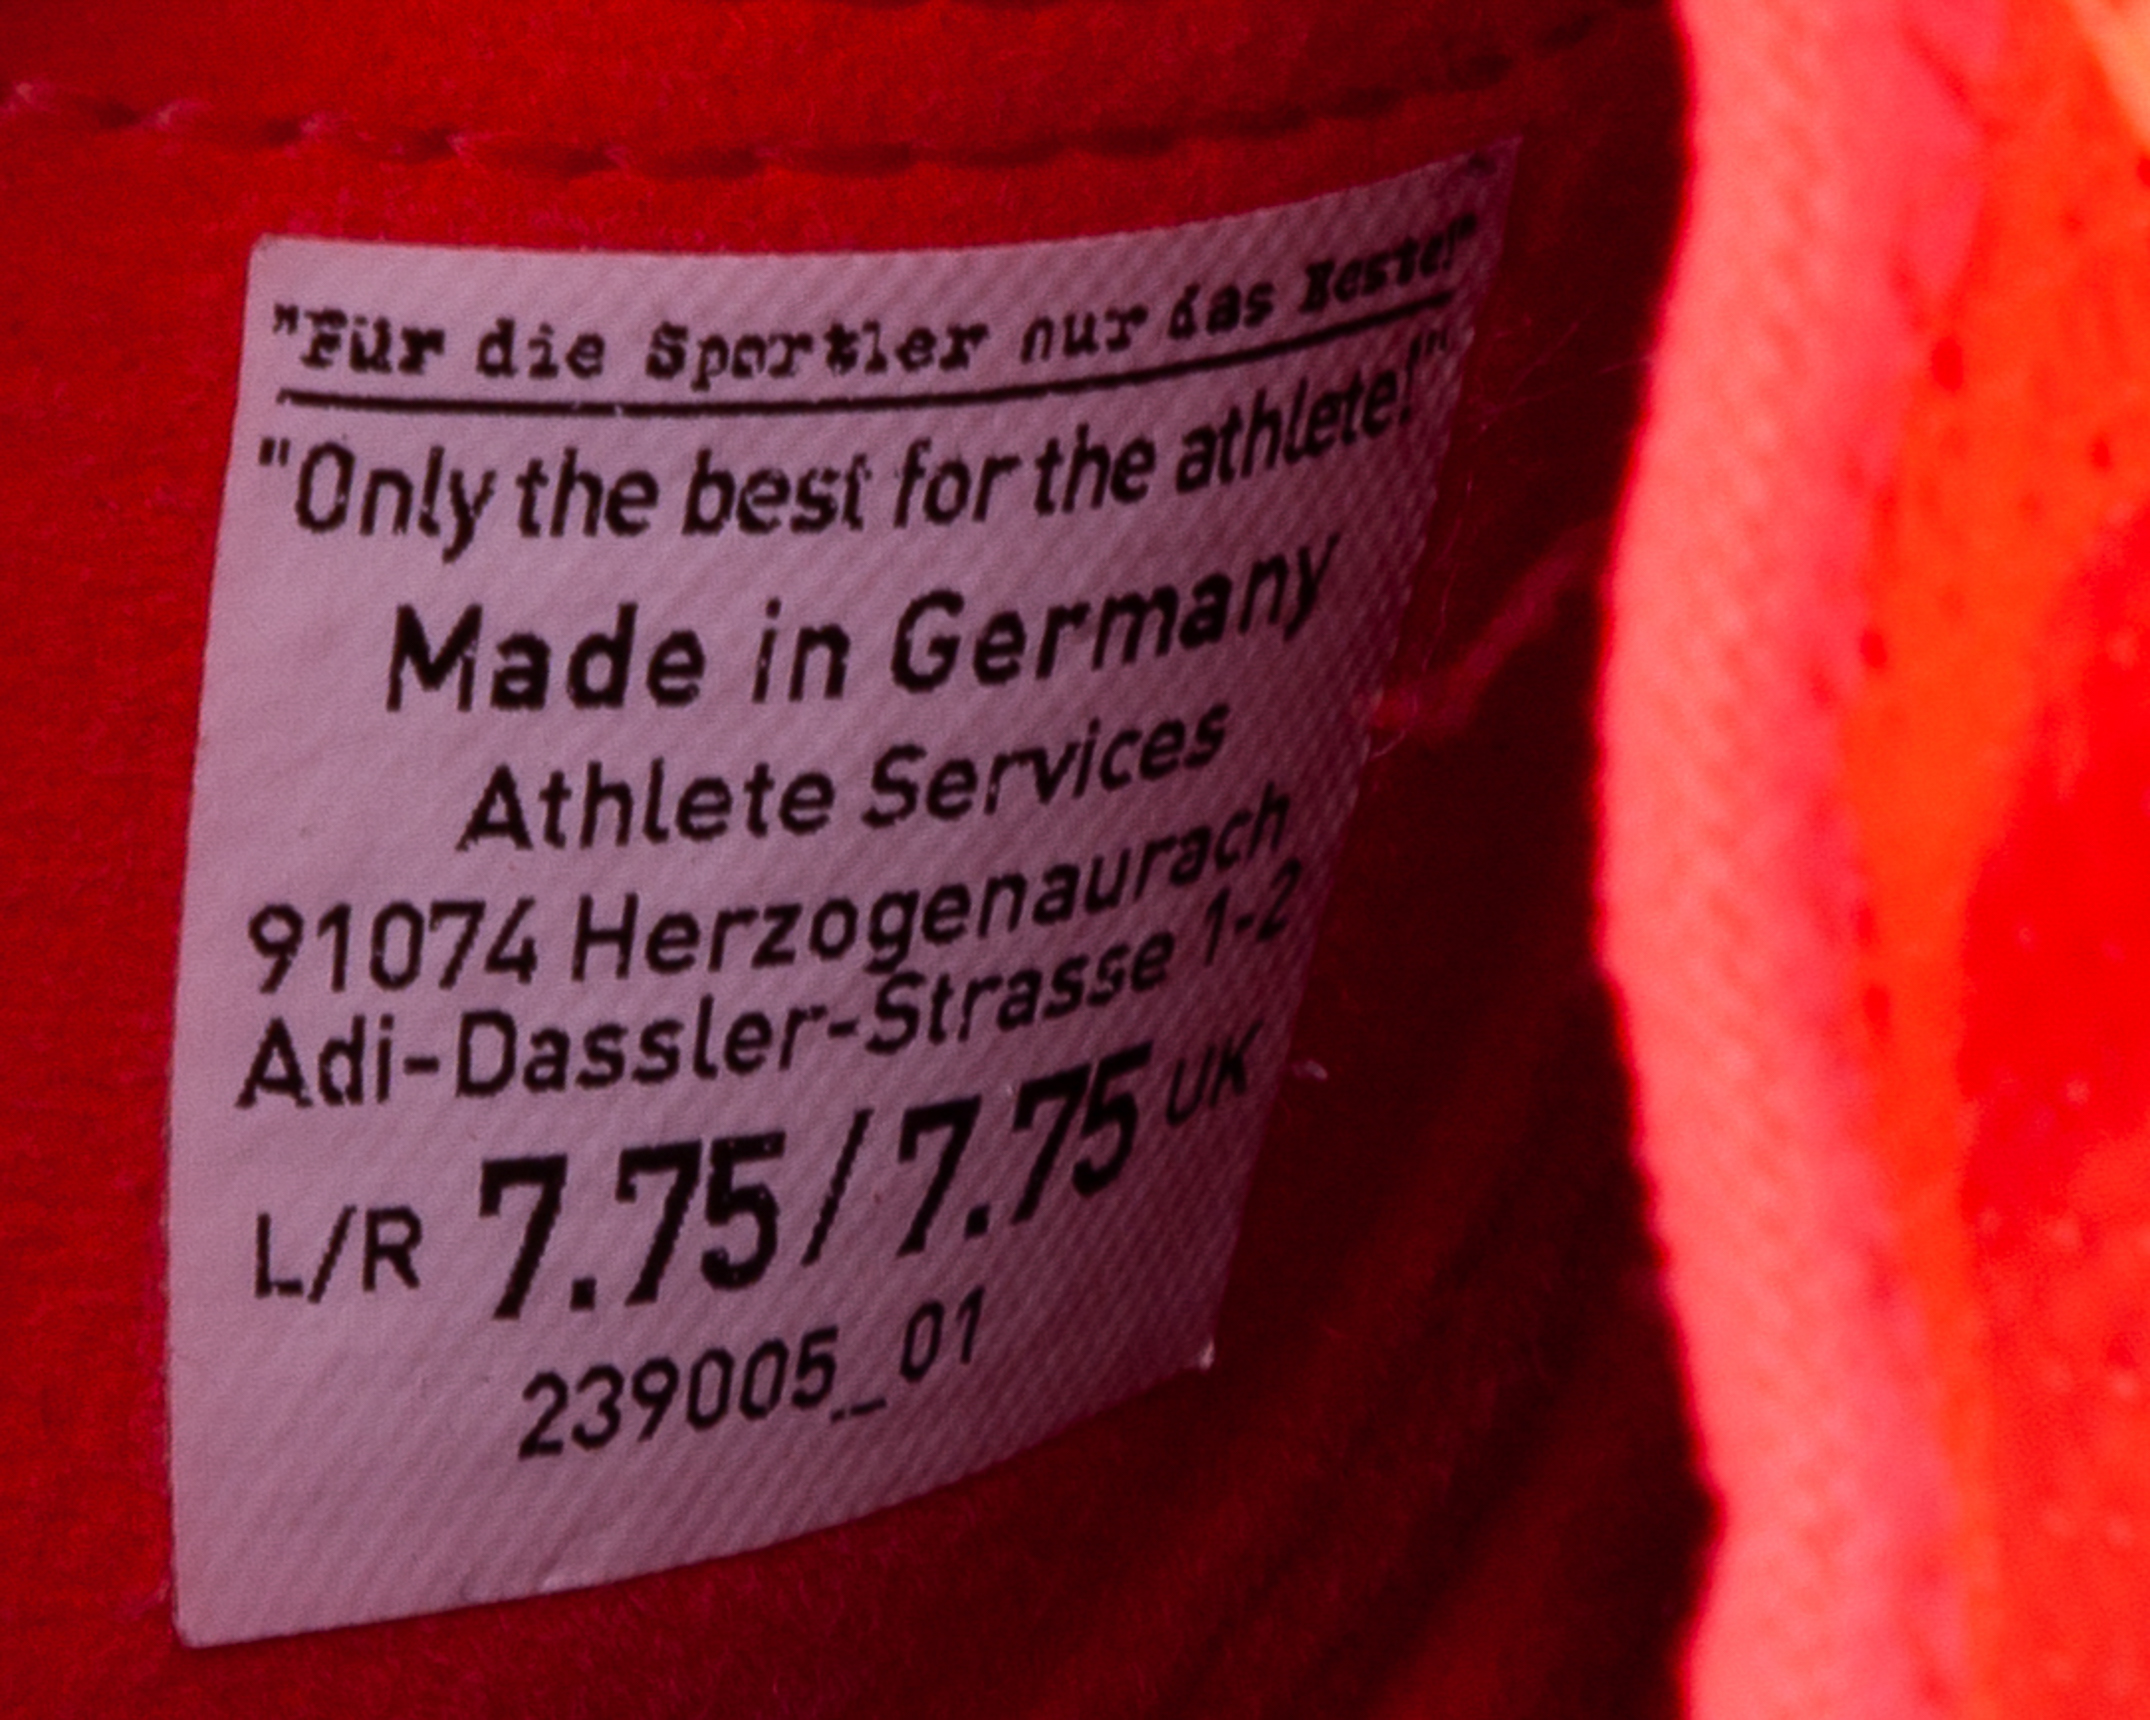 "Für die Sportler nur das Beste!"
"Only the best for the athlete!"
Made in Germany
Athlete Services
91074 Herzogenaurach
Adi-Dassler-Strasse 1-2
L/R 7.75/7.75 UK
239005_01